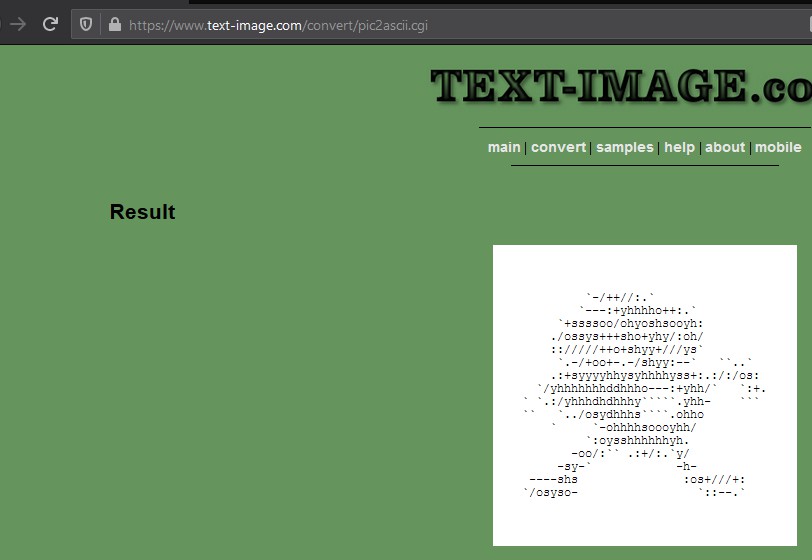 https://www.text-image.com/convert/pic2ascii.cgi
TEXT-IMAGE.co
main | convert | samples | help | about | mobile
Result
         `-/++//:.`
        `---:+yhhhho++:.`
     `+ssssoo/ohyoshsooyh:
    ./ossys+++sho+yhy/:oh/
    :://///++o+shyy+///ys`
     `.-/+oo+-.-/shyy:--`   ``..`
    .:+syyyyhhysyhhhhyss+:.:/:/os:
  `/yhhhhhhhddhhho---:+yhh/`   `:+.
` `.:/yhhhdhdhhhy`````.yhh-    ```
``   `../osydhhhs````.ohho
    `     `-ohhhhsoooyhh/
         `:oysshhhhhhyh.
       -oo/:`` .:+/:.`y/
     -sy-`            -h-
 ----shs              :os+///+:
`/osyso-                `::--.`